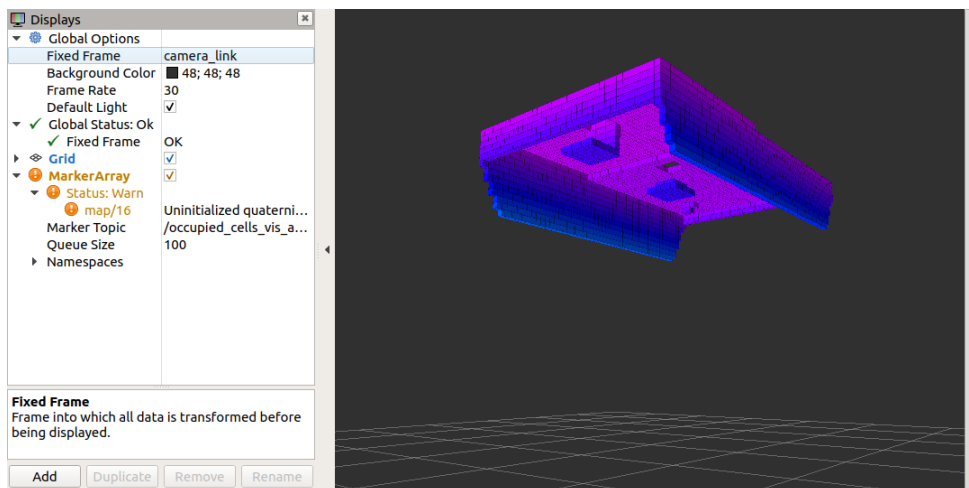 Displays
Global Options
Fixed Frame camera_link
Background Color 48; 48; 48
Frame Rate 30
Default Light
Global Status: Ok
Fixed Frame OK
Grid
MarkerArray
Status: Warn
map/16 Uninitialized quaterni...
Marker Topic /occupied_cells_vis_a...
Queue Size 100
Namespaces
Fixed Frame
Frame into which all data is transformed before
being displayed.
Add Duplicate Remove Rename